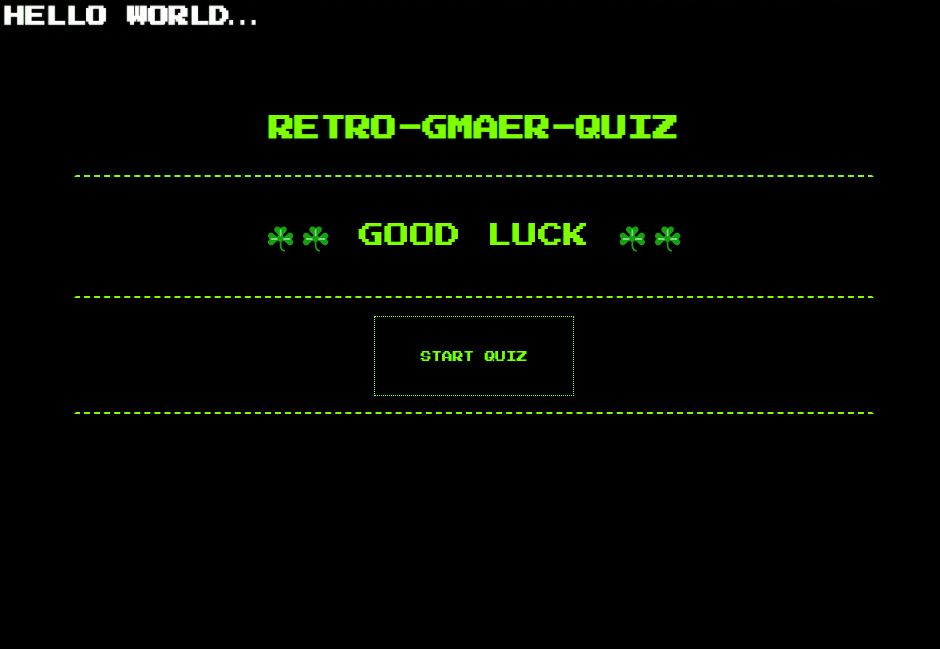 HELLO WORLD...
RETRO-GMAER-QUIZ
☘☘ GOOD LUCK ☘☘
START QUIZ